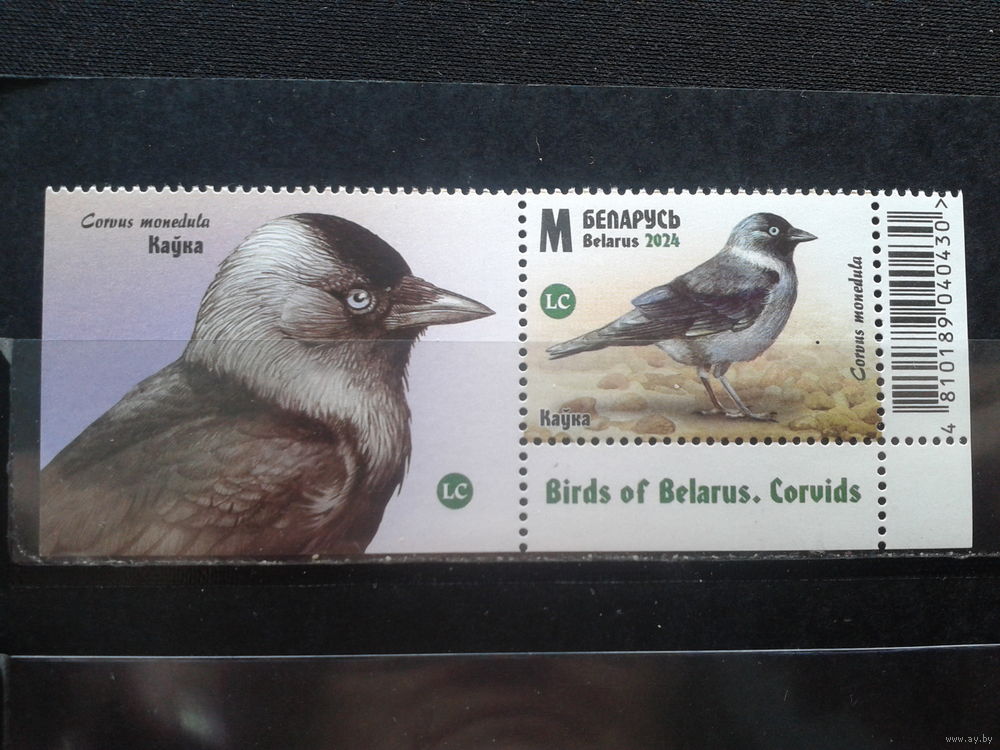 Corvus monedula
Каўка
LC
M БЕЛАРУСЬ
Belarus 2024
LC
Corvus monedula
Каўка
Birds of Belarus. Corvids
4 810189 040430 >
www.ay.by